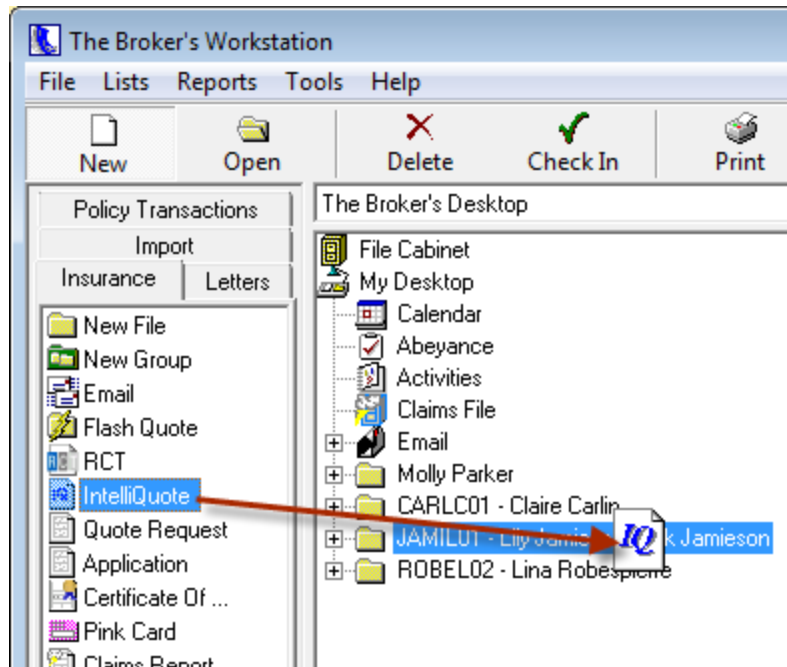 The Broker's Workstation
File Lists Reports Tools Help
New Open Delete Check In Print
Policy Transactions
Import
Insurance Letters
New File
New Group
Email
Flash Quote
RCT
IntelliQuote
Quote Request
Application
Certificate Of ...
Pink Card
Claims Report
The Broker's Desktop
File Cabinet
My Desktop
Calendar
Abeyance
Activities
Claims File
Email
Molly Parker
CARLC01 - Claire Carlin
JAMIL01 - Lily Jamieson k Jamieson
IQ
ROBEL02 - Lina Robespierre